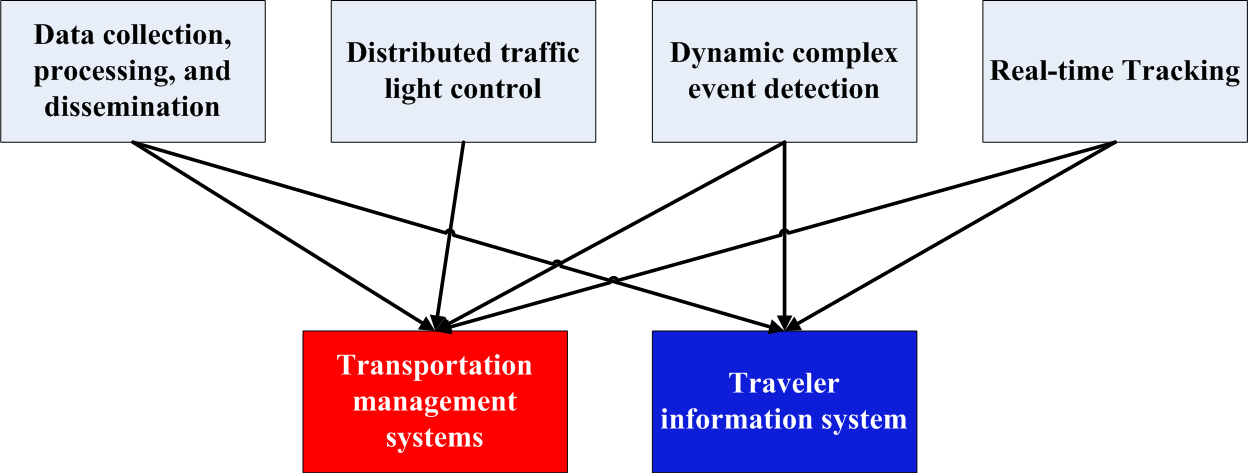 Data collection,
processing, and
dissemination
Distributed traffic
light control
Dynamic complex
event detection
Real-time Tracking
Transportation
management
systems
Traveler
information system